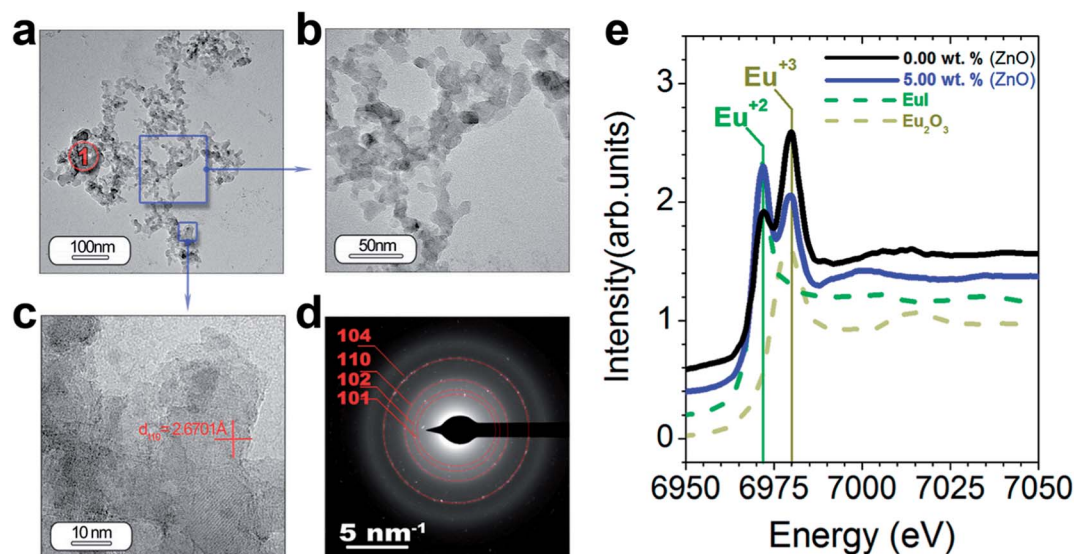 a
1
100nm
b
50nm
c
d₁₁₀ = 2.6701Å
10 nm
d
104
110
102
101
5 nm⁻¹
e
Intensity(arb.units)
3
2
1
0
Eu⁺²
Eu⁺³
0.00 wt. % (ZnO)
5.00 wt. % (ZnO)
EuI
Eu₂O₃
6950 6975 7000 7025 7050
Energy (eV)